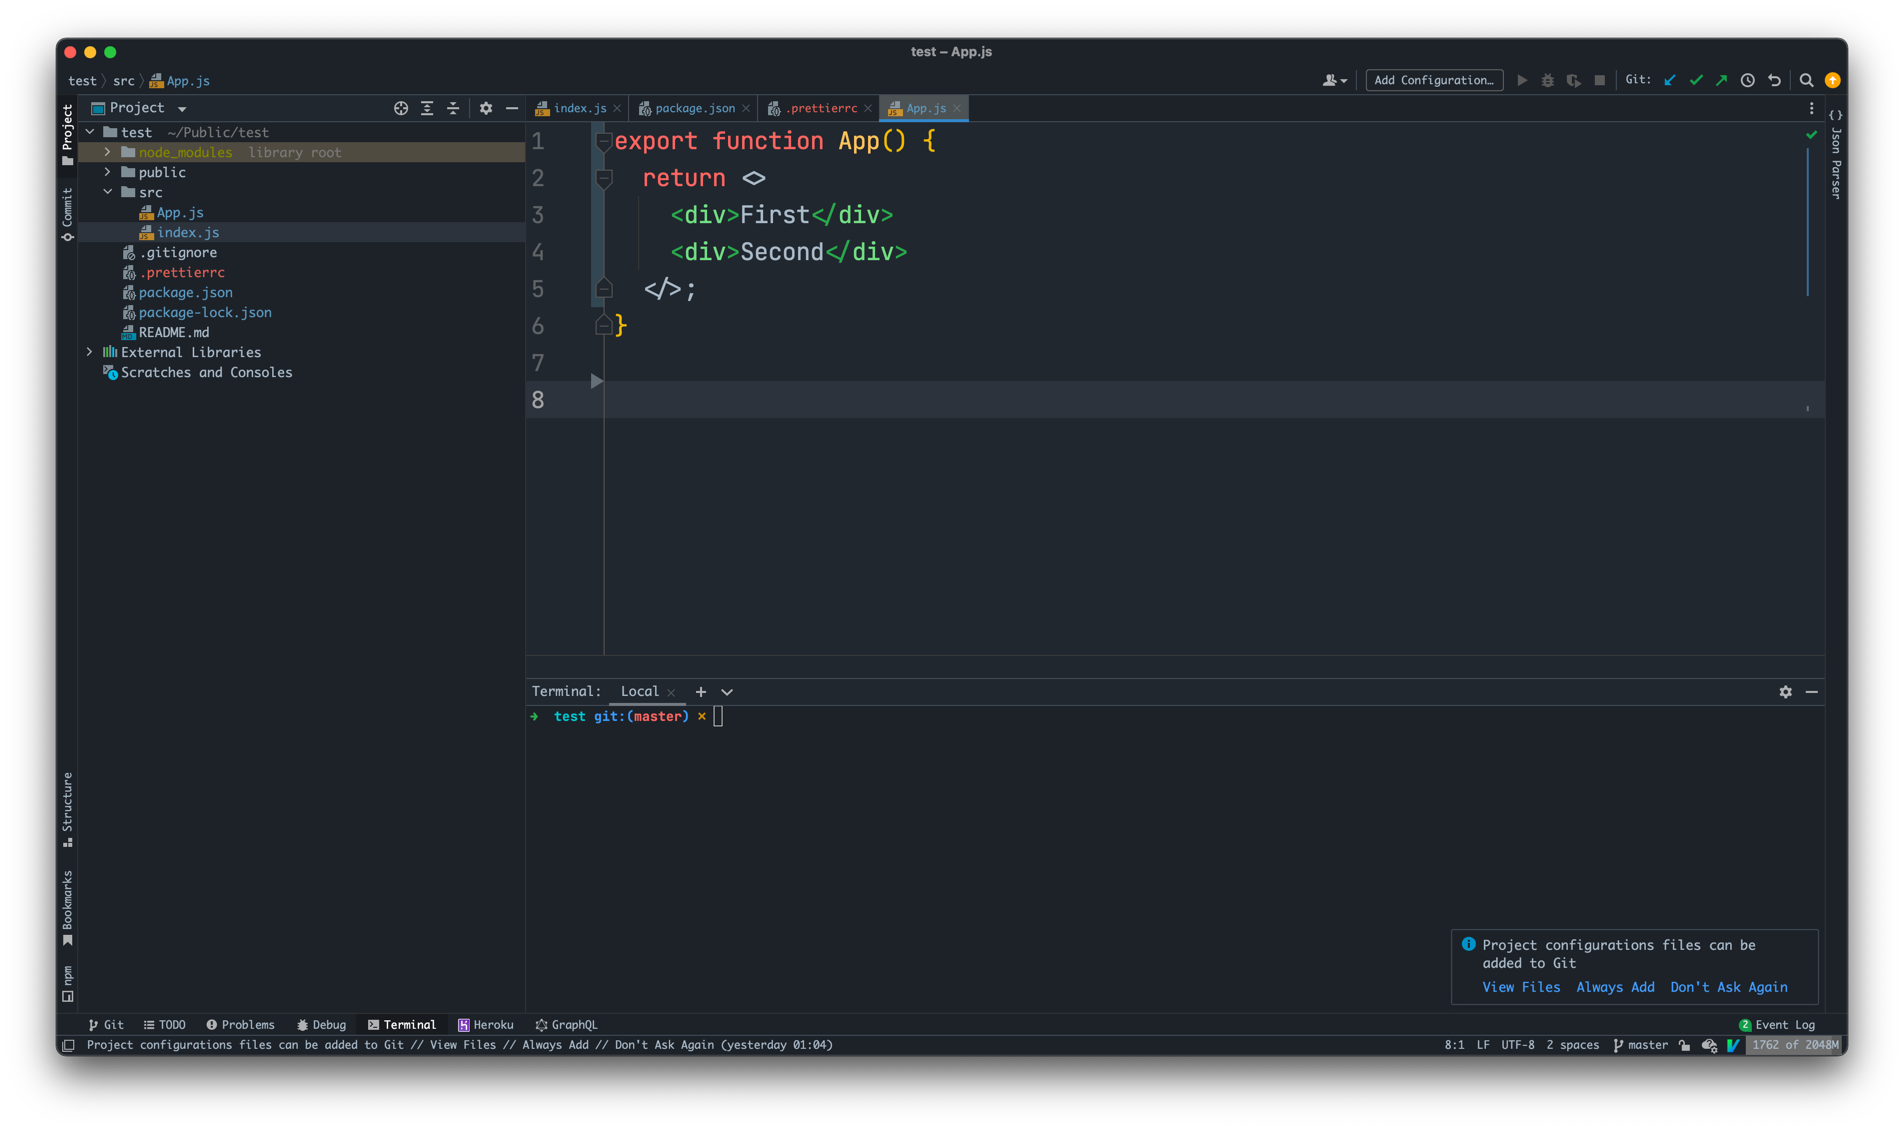 test – App.js
test src App.js
Add Configuration... Git:
Project
index.js package.json .prettierrc App.js
Project
Commit
Structure
Bookmarks
npm
test ~/Public/test
node_modules library root
public
src
App.js
index.js
.gitignore
.prettierrc
package.json
package-lock.json
README.md
External Libraries
Scratches and Consoles
1 export function App() {
2 return <>
3 <div>First</div>
4 <div>Second</div>
5 </>;
6 }
7
8
{} Json Parser
Terminal: Local
→ test git:(master) ×
Project configurations files can be
added to Git
View Files Always Add Don't Ask Again
Git TODO Problems Debug Terminal Heroku GraphQL
2 Event Log
Project configurations files can be added to Git // View Files // Always Add // Don't Ask Again (yesterday 01:04)
8:1 LF UTF-8 2 spaces master 1762 of 2048M